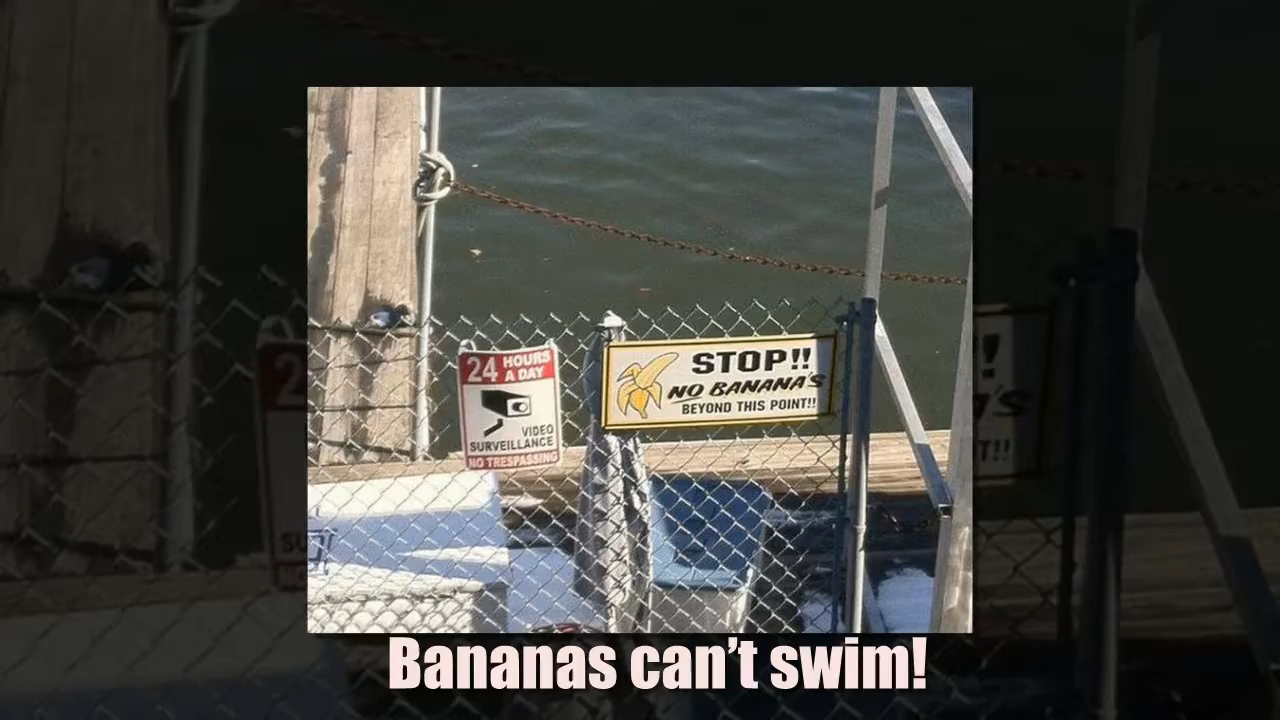 24 HOURS
A DAY
VIDEO
SURVEILLANCE
NO TRESPASSING
STOP!!
NO BANANA'S
BEYOND THIS POINT!!
Bananas can't swim!